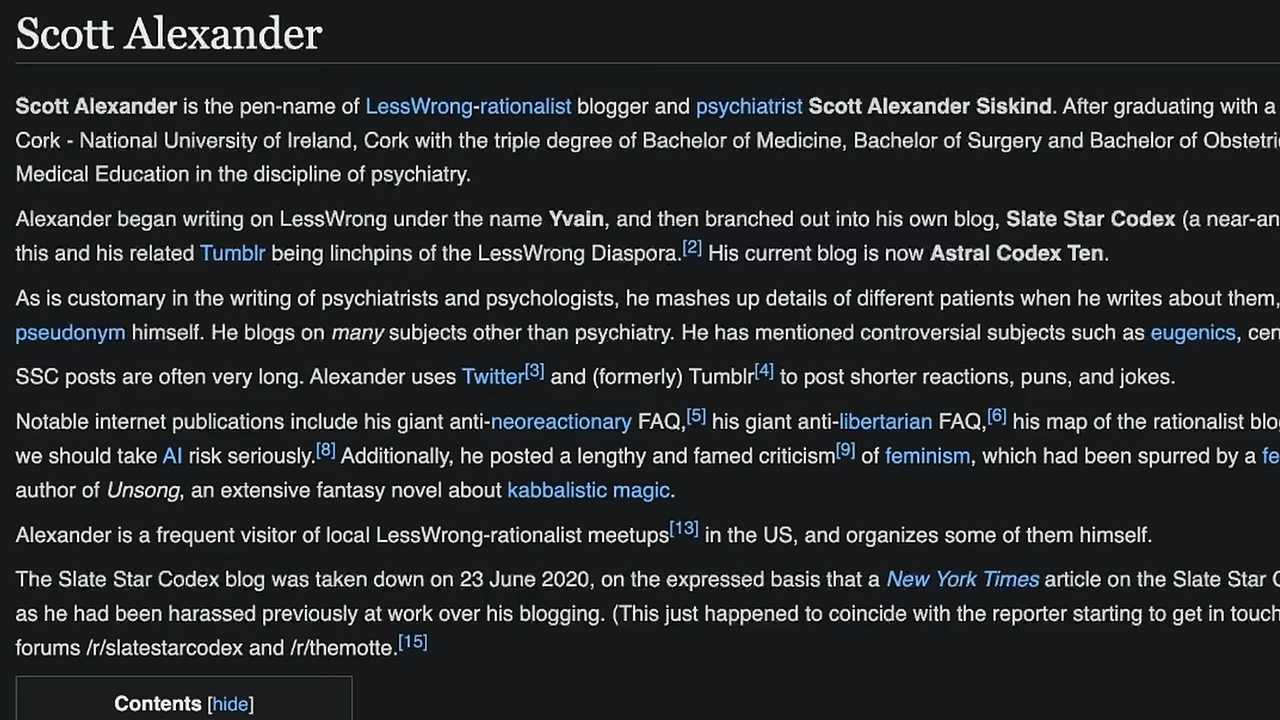 Scott Alexander
Scott Alexander is the pen-name of LessWrong-rationalist blogger and psychiatrist Scott Alexander Siskind. After graduating with a
Cork - National University of Ireland, Cork with the triple degree of Bachelor of Medicine, Bachelor of Surgery and Bachelor of
Medical Education in the discipline of psychiatry.
Alexander began writing on LessWrong under the name Yvain, and then branched out into his own blog, Slate Star Codex (a
this and his related Tumblr being linchpins of the LessWrong Diaspora.[2] His current blog is now Astral Codex Ten.
As is customary in the writing of psychiatrists and psychologists, he mashes up details of different patients when he writes about them,
pseudonym himself. He blogs on many subjects other than psychiatry. He has mentioned controversial subjects such as eugenics,
SSC posts are often very long. Alexander uses Twitter[3] and (formerly) Tumblr[4] to post shorter reactions, puns, and jokes.
Notable internet publications include his giant anti-neoreactionary FAQ,[5] his giant anti-libertarian FAQ,[6] his map of the rationalist
we should take AI risk seriously.[8] Additionally, he posted a lengthy and famed criticism[9] of feminism, which had been spurred by a
author of Unsong, an extensive fantasy novel about kabbalistic magic.
Alexander is a frequent visitor of local LessWrong-rationalist meetups[13] in the US, and organizes some of them himself.
The Slate Star Codex blog was taken down on 23 June 2020, on the expressed basis that a New York Times article on the Slate Star
as he had been harassed previously at work over his blogging. (This just happened to coincide with the reporter starting to get in touch
forums /r/slatestarcodex and /r/themotte.[15]
Contents [hide]